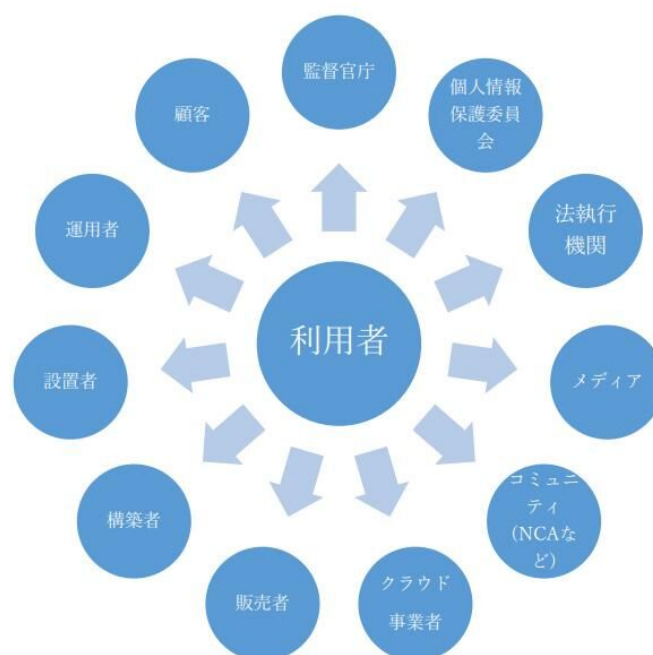 監督官庁
個人情報
保護委員
会
法執行
機関
メディア
コミュニ
ティ
(NCAな
ど)
クラウド
事業者
販売者
構築者
設置者
運用者
顧客
利用者